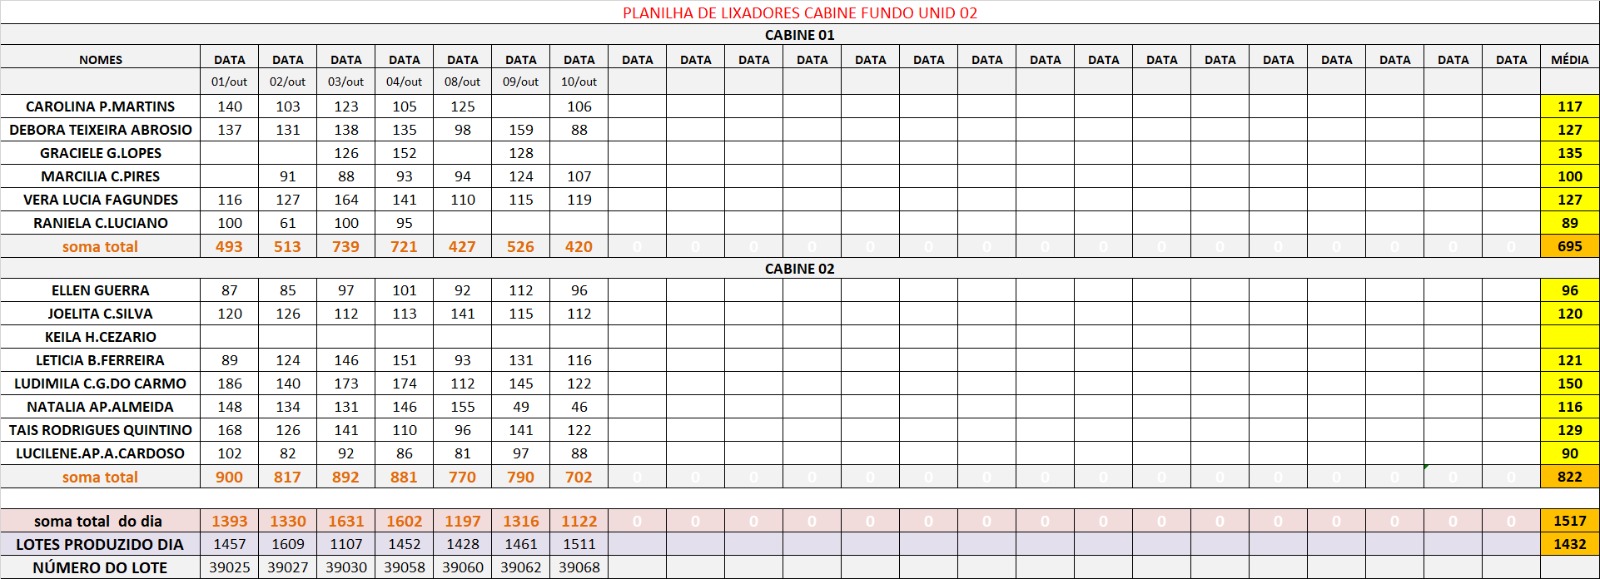 PLANILHA DE LIXADORES CABINE FUNDO UNID 02
CABINE 01
NOMES DATA DATA DATA DATA DATA DATA DATA DATA DATA DATA DATA DATA DATA DATA DATA DATA DATA DATA DATA DATA DATA DATA DATA MÉDIA
01/out 02/out 03/out 04/out 08/out 09/out 10/out
CAROLINA P.MARTINS 140 103 123 105 125 106 117
DEBORA TEIXEIRA ABROSIO 137 131 138 135 98 159 88 127
GRACIELE G.LOPES 126 152 128 135
MARCILIA C.PIRES 91 88 93 94 124 107 100
VERA LUCIA FAGUNDES 116 127 164 141 110 115 119 127
RANIELA C.LUCIANO 100 61 100 95 89
soma total 493 513 739 721 427 526 420 0 0 0 0 0 0 0 0 0 0 0 0 0 0 0 0 695
CABINE 02
ELLEN GUERRA 87 85 97 101 92 112 96 96
JOELITA C.SILVA 120 126 112 113 141 115 112 120
KEILA H.CEZARIO
LETICIA B.FERREIRA 89 124 146 151 93 131 116 121
LUDIMILA C.G.DO CARMO 186 140 173 174 112 145 122 150
NATALIA AP.ALMEIDA 148 134 131 146 155 49 46 116
TAIS RODRIGUES QUINTINO 168 126 141 110 96 141 122 129
LUCILENE.AP.A.CARDOSO 102 82 92 86 81 97 88 90
soma total 900 817 892 881 770 790 702 0 0 0 0 0 0 0 0 0 0 0 0 0 0 0 0 822
soma total do dia 1393 1330 1631 1602 1197 1316 1122 0 0 0 0 0 0 0 0 0 0 0 0 0 0 0 0 1517
LOTES PRODUZIDO DIA 1457 1609 1107 1452 1428 1461 1511 1432
NÚMERO DO LOTE 39025 39027 39030 39058 39060 39062 39068